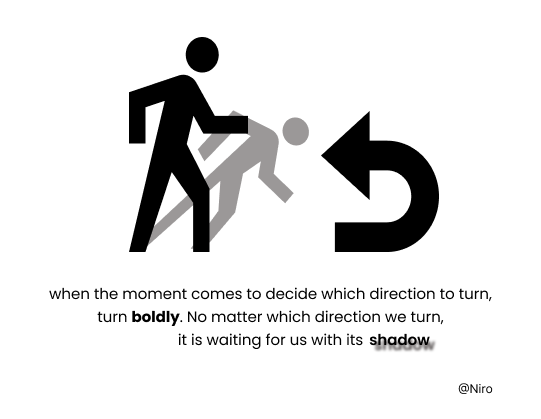 when the moment comes to decide which direction to turn,
turn boldly. No matter which direction we turn,
it is waiting for us with its shadow
@Niro